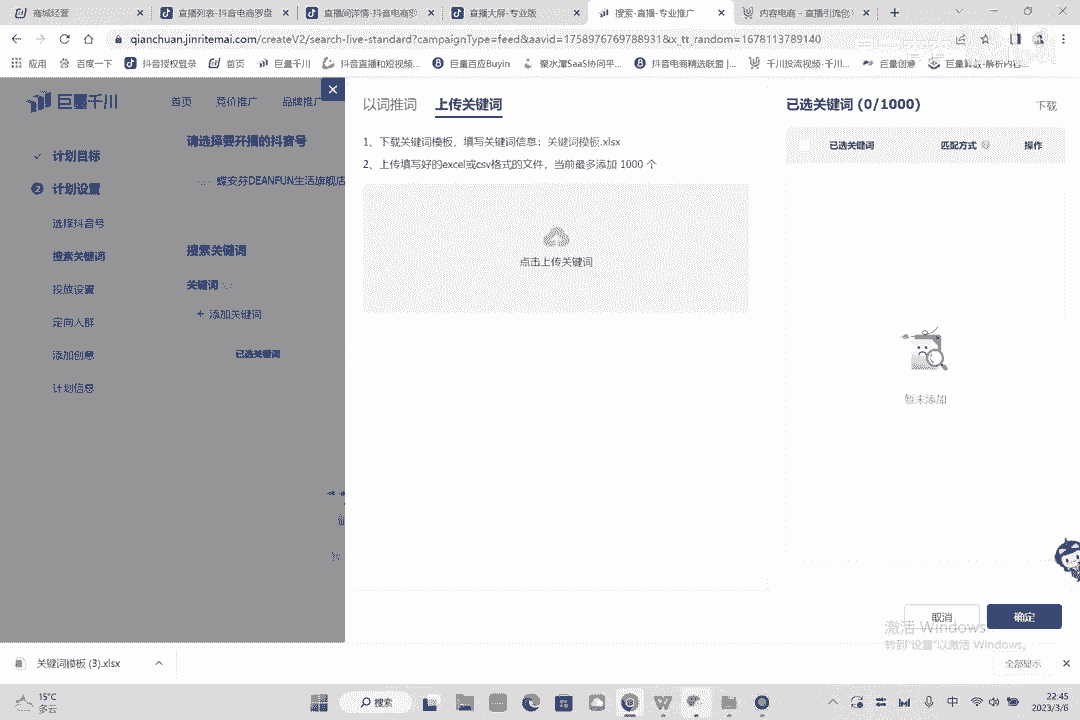 商城经营
直播列表-抖音电商罗盘
直播间详情-抖音电商罗
直播大屏-专业版
搜索-直播-专业推广
内容电商 - 直播引流创
qianchuan.jinritemai.com/createV2/search-live-standard?campaignType=feed&aavid=1758976769788931&x_tt_random=1678113789140
应用
百度一下
抖音授权登录
首页
巨量千川
抖音直播和短视频...
巨量百应Buyin
聚水潭SaaS协同平...
抖音电商精选联盟 |...
千川投流视频-千川...
巨量创意
巨量算数-解析内容...
巨量千川
首页
竞价推广
品牌推广
计划目标
2 计划设置
选择抖音号
搜索关键词
投放设置
定向人群
添加创意
计划信息
请选择要开播的抖音号
蝶安芬DEANFUN生活旗舰店
搜索关键词
关键词
+ 添加关键词
已选关键词
以词推词
上传关键词
1、下载关键词模板，填写关键词信息：关键词模板.xlsx
2、上传填写好的excel或csv格式的文件，当前最多添加 1000 个
点击上传关键词
已选关键词 (0/1000)
下载
已选关键词
匹配方式
操作
暂未添加
取消
确定
激活 Windows
转到"设置"以激活 Windows。
关键词模板 (3).xlsx
全部显示
15°C
多云
搜索
中
22:45
2023/3/6